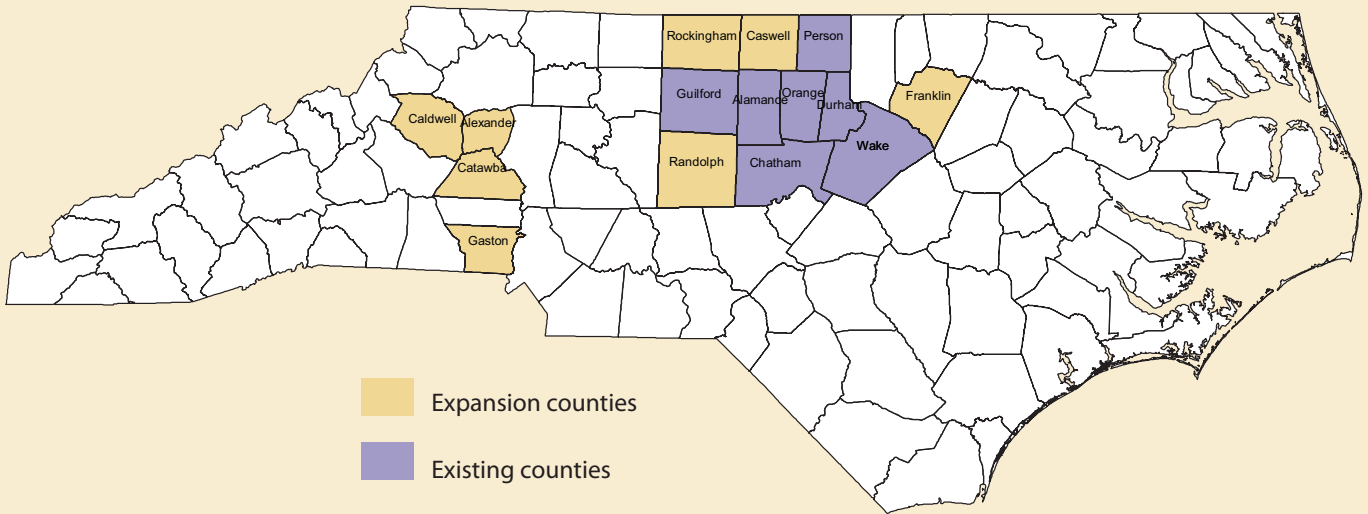 Rockingham
Caswell
Person
Guilford
Alamance
Orange
Durham
Franklin
Caldwell
Alexander
Wake
Catawba
Randolph
Chatham
Gaston
Expansion counties
Existing counties